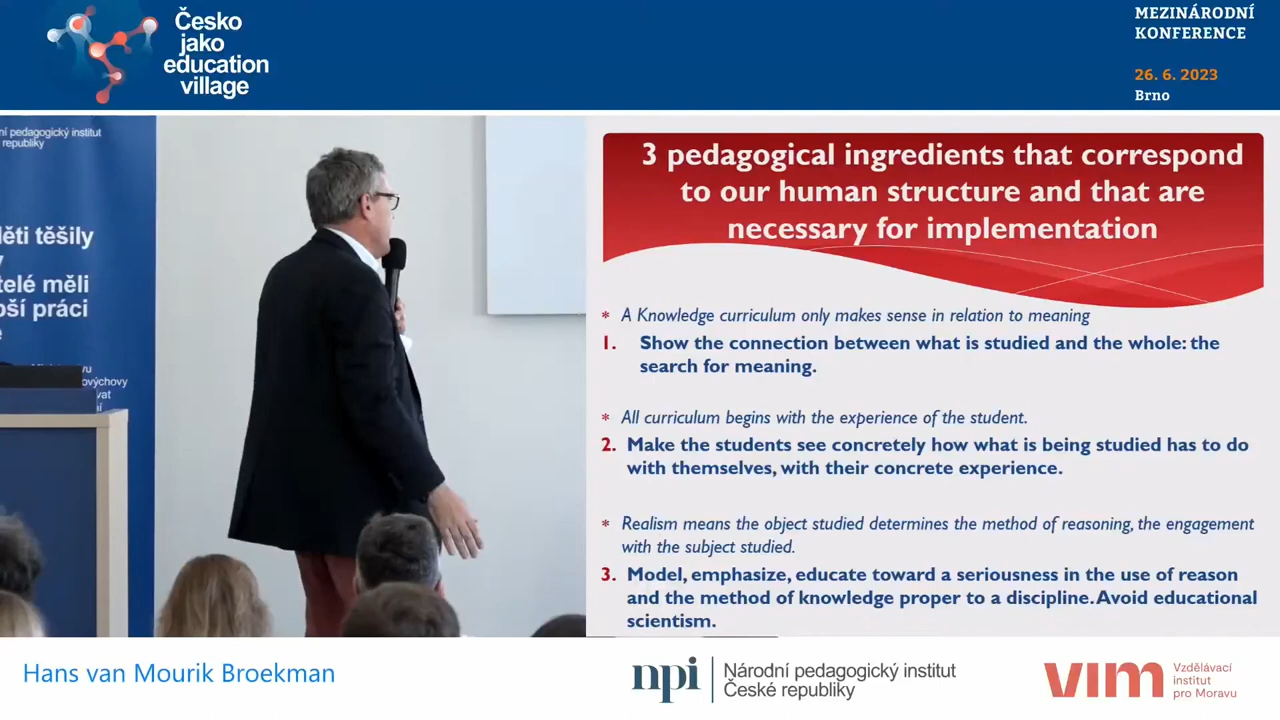 Česko
jako
education
village
MEZINÁRODNÍ
KONFERENCE
26. 6. 2023
Brno
ní pedagogický institut
republiky
ěti těšily
telé měli
pší práci
3 pedagogical ingredients that correspond
to our human structure and that are
necessary for implementation
* A Knowledge curriculum only makes sense in relation to meaning
1. Show the connection between what is studied and the whole: the
search for meaning.
* All curriculum begins with the experience of the student.
2. Make the students see concretely how what is being studied has to do
with themselves, with their concrete experience.
* Realism means the object studied determines the method of reasoning, the engagement
with the subject studied.
3. Model, emphasize, educate toward a seriousness in the use of reason
and the method of knowledge proper to a discipline. Avoid educational
scientism.
Hans van Mourik Broekman
npi
Národní pedagogický institut
České republiky
vim
Vzdělávací
institut
pro Moravu